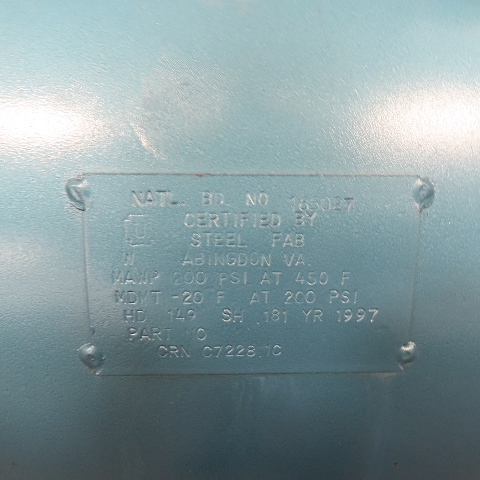 NATL. BD. NO 165027
U CERTIFIED BY
STEEL FAB
W ABINGDON VA.
MAWP 200 PSI AT 450 F
MDMT -20 F AT 200 PSI
HD .149 SH .181 YR 1997
PART NO
CRN C7228.7C